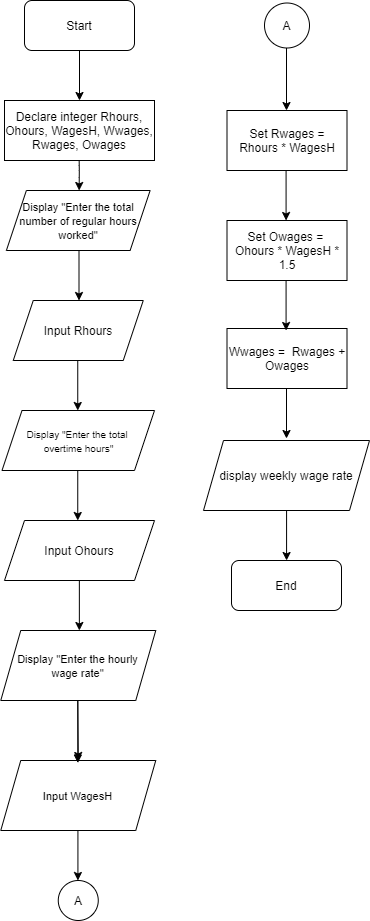 Start
Declare integer Rhours,
Ohours, WagesH, Wwages,
Rwages, Owages
Display "Enter the total
number of regular hours
worked"
Input Rhours
Display "Enter the total
overtime hours"
Input Ohours
Display "Enter the hourly
wage rate"
Input WagesH
A
A
Set Rwages =
Rhours * WagesH
Set Owages =
Ohours * WagesH *
1.5
Wwages = Rwages +
Owages
display weekly wage rate
End